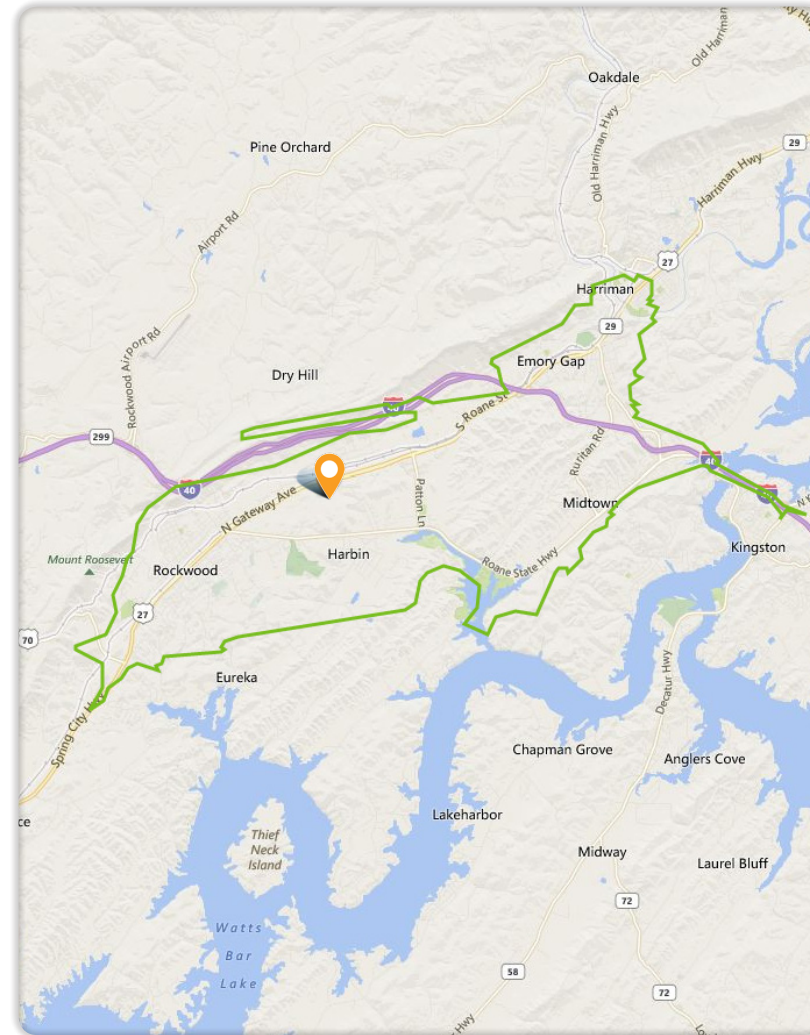 Hi
Old Harriman
Oakdale
Old Harriman Hwy
29
Pine Orchard
Harriman Hwy
Airport Rd
27
Harriman
29
Rockwood Airport Rd
Emory Gap
Dry Hill
40
S Roane St
299
Ruritan Rd
40
40
N Gateway Ave
Patton Ln
Midtown
Kingston
Roane State Hwy
Harbin
Mount Roosevelt
Rockwood
27
70
Eureka
Decatur Hwy
Spring City Hwy
Chapman Grove
Anglers Cove
ce
Lakeharbor
Thief
Neck
Island
Midway
Laurel Bluff
72
Watts
Bar
Lake
58
72
Hwy